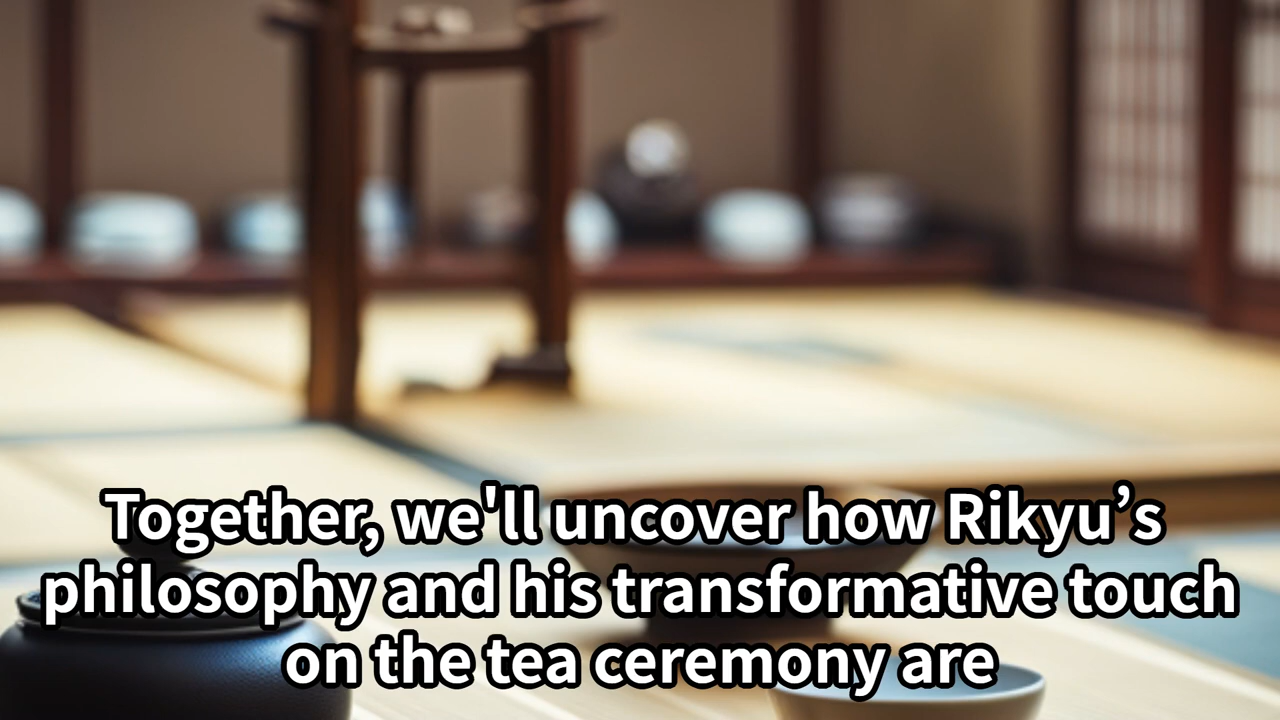 Together, we'll uncover how Rikyu’s
philosophy and his transformative touch
on the tea ceremony are